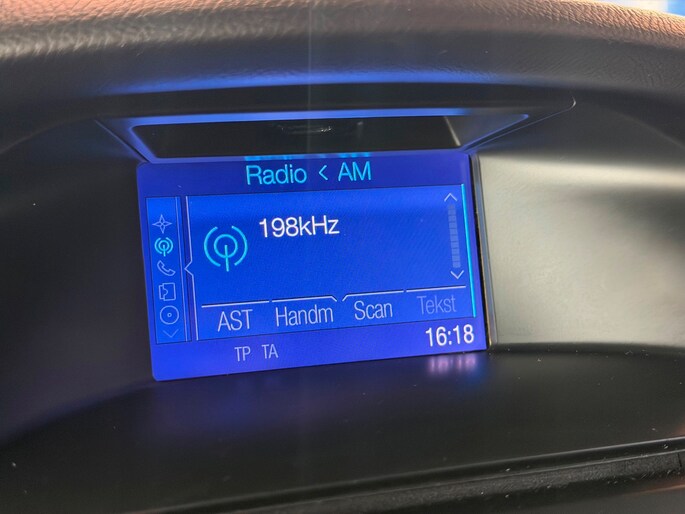 Radio < AM
198kHz
AST Handm Scan Tekst
TP TA 16:18